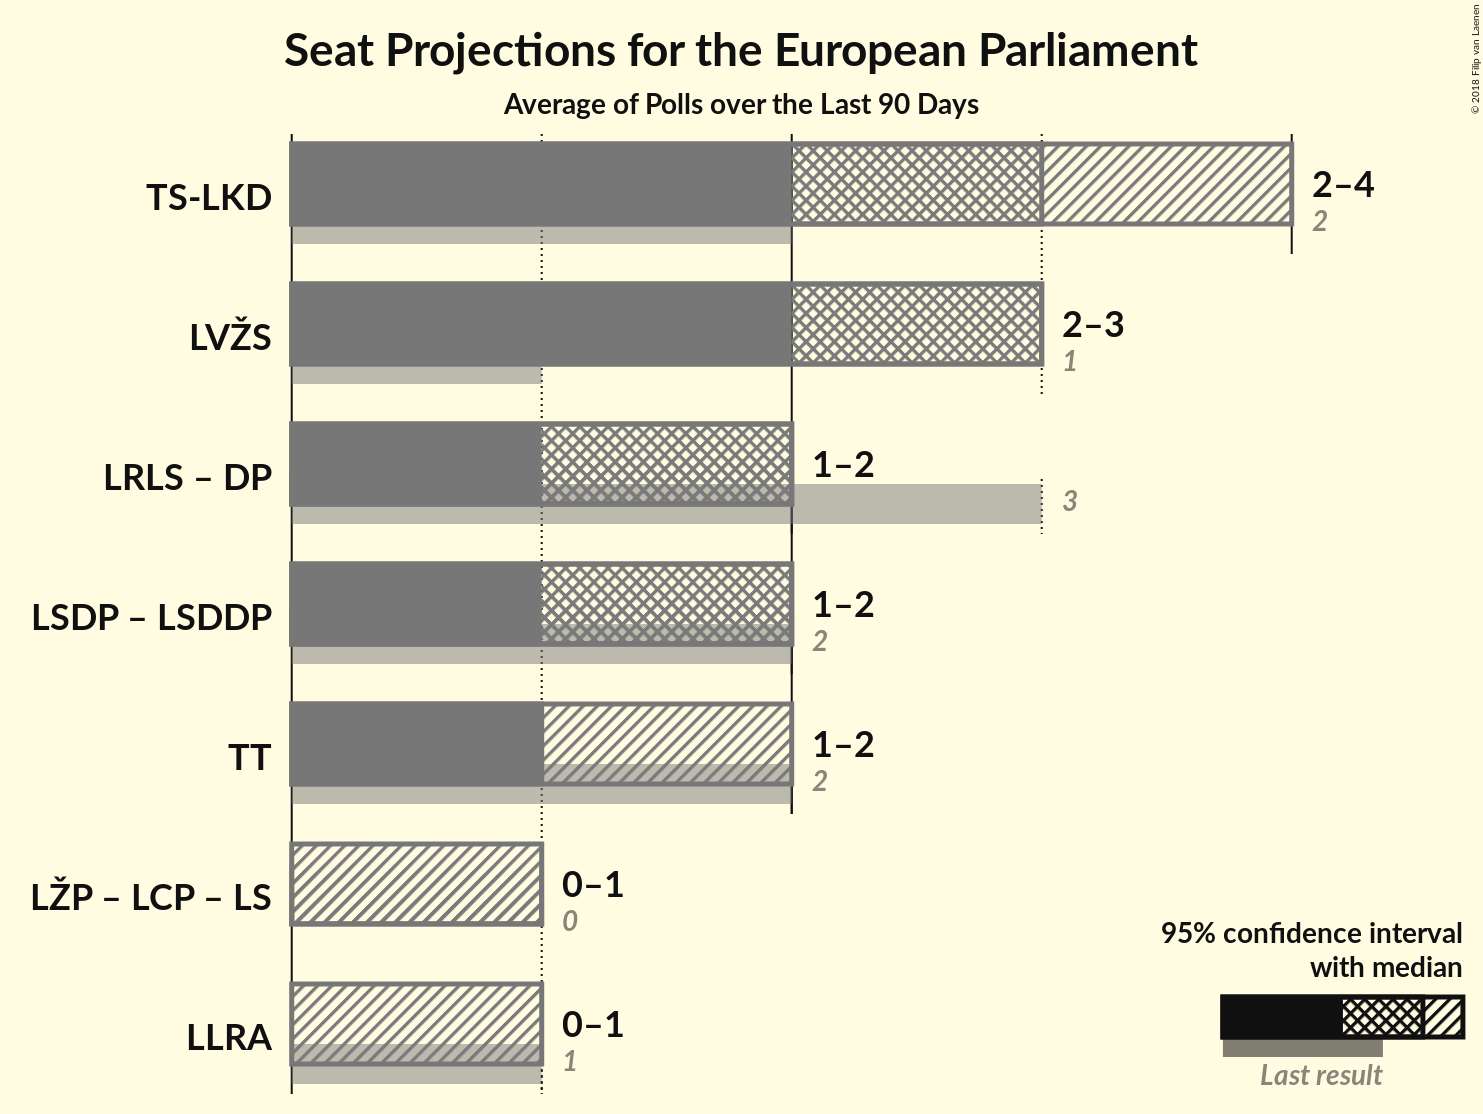 Seat Projections for the European Parliament
Average of Polls over the Last 90 Days
© 2018 Filip van Laenen
TS-LKD
2–4
2
LVŽS
2–3
1
LRLS – DP
1–2
3
LSDP – LSDDP
1–2
2
TT
1–2
2
LŽP – LCP – LS
0–1
0
LLRA
0–1
1
95% confidence interval
with median
Last result